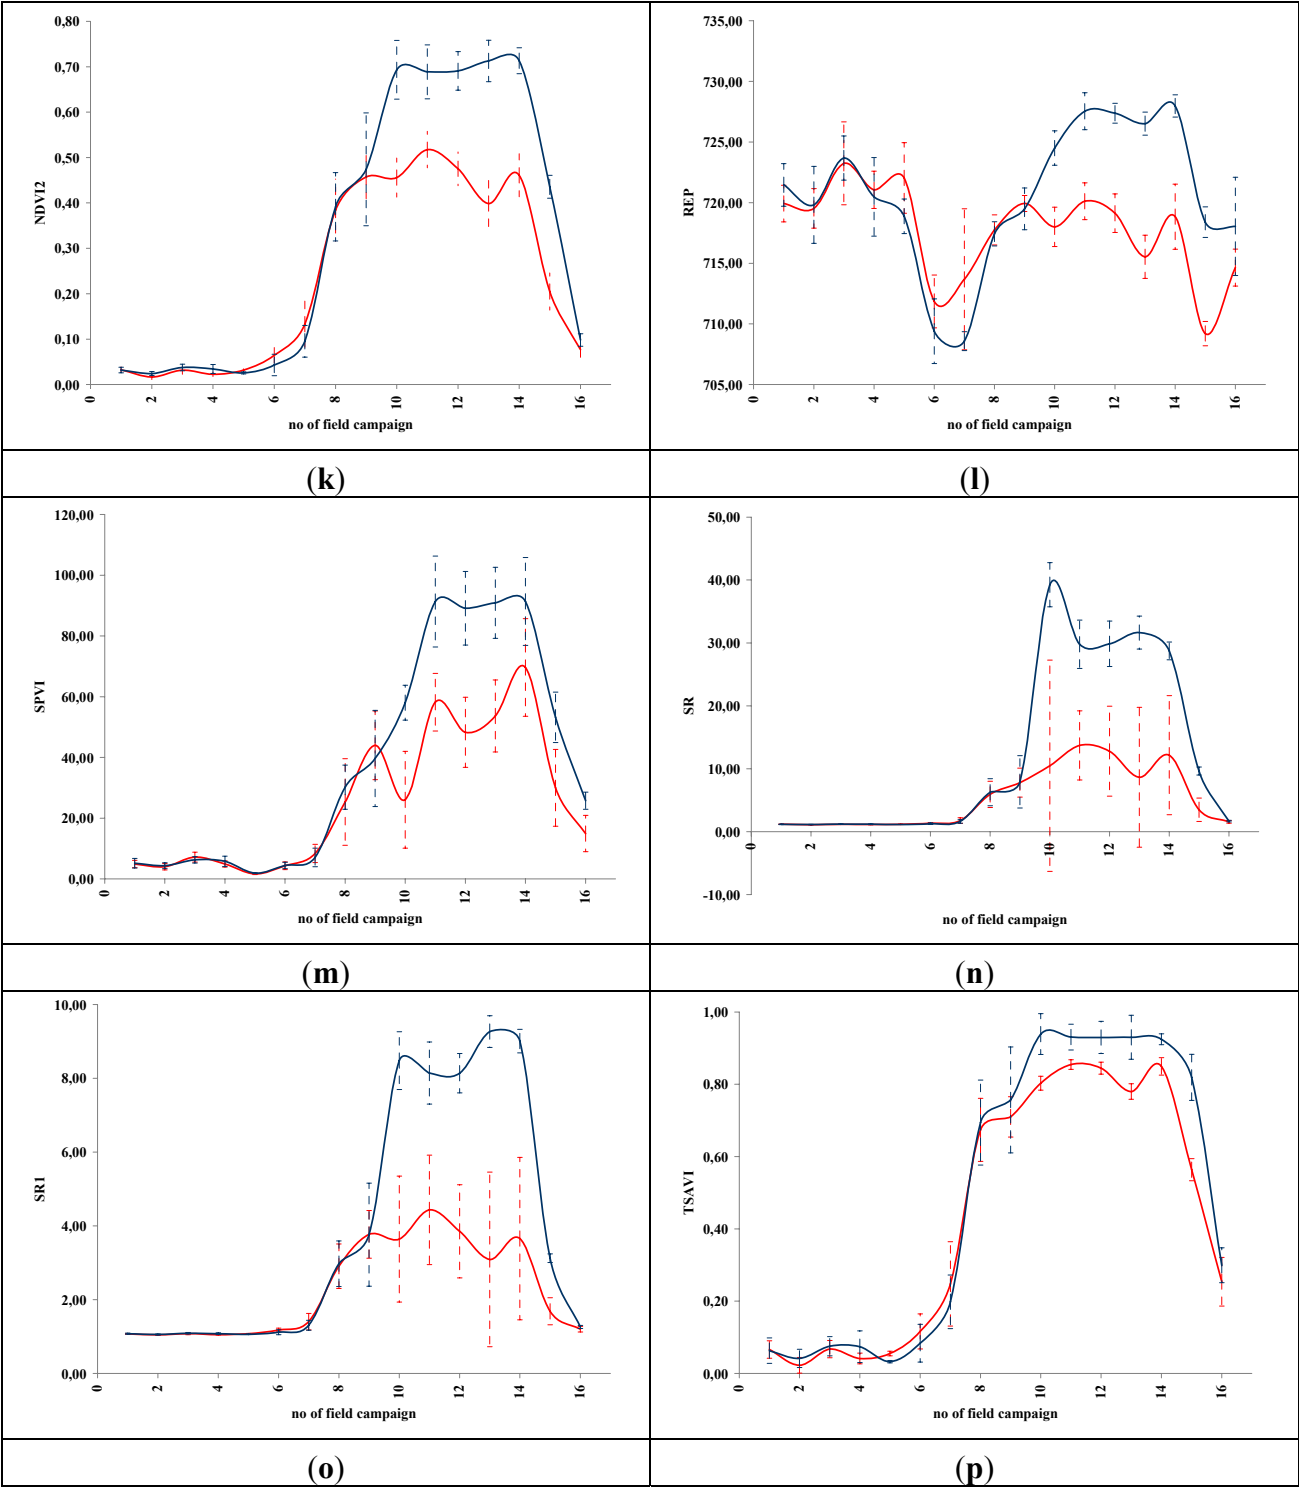 0,80
0,70
0,60
0,50
0,40
0,30
0,20
0,10
0,00
NDVI2
0 2 4 6 8 10 12 14 16
no of field campaign
(k)
735,00
730,00
725,00
720,00
715,00
710,00
705,00
REP
0 2 4 6 8 10 12 14 16
no of field campaign
(l)
120,00
100,00
80,00
60,00
40,00
20,00
0,00
SPVI
0 2 4 6 8 10 12 14 16
no of field campaign
(m)
50,00
40,00
30,00
20,00
10,00
0,00
-10,00
SR
0 2 4 6 8 10 12 14 16
no of field campaign
(n)
10,00
8,00
6,00
4,00
2,00
0,00
SR1
0 2 4 6 8 10 12 14 16
no of field campaign
(o)
1,00
0,80
0,60
0,40
0,20
0,00
TSAVI
0 2 4 6 8 10 12 14 16
no of field campaign
(p)